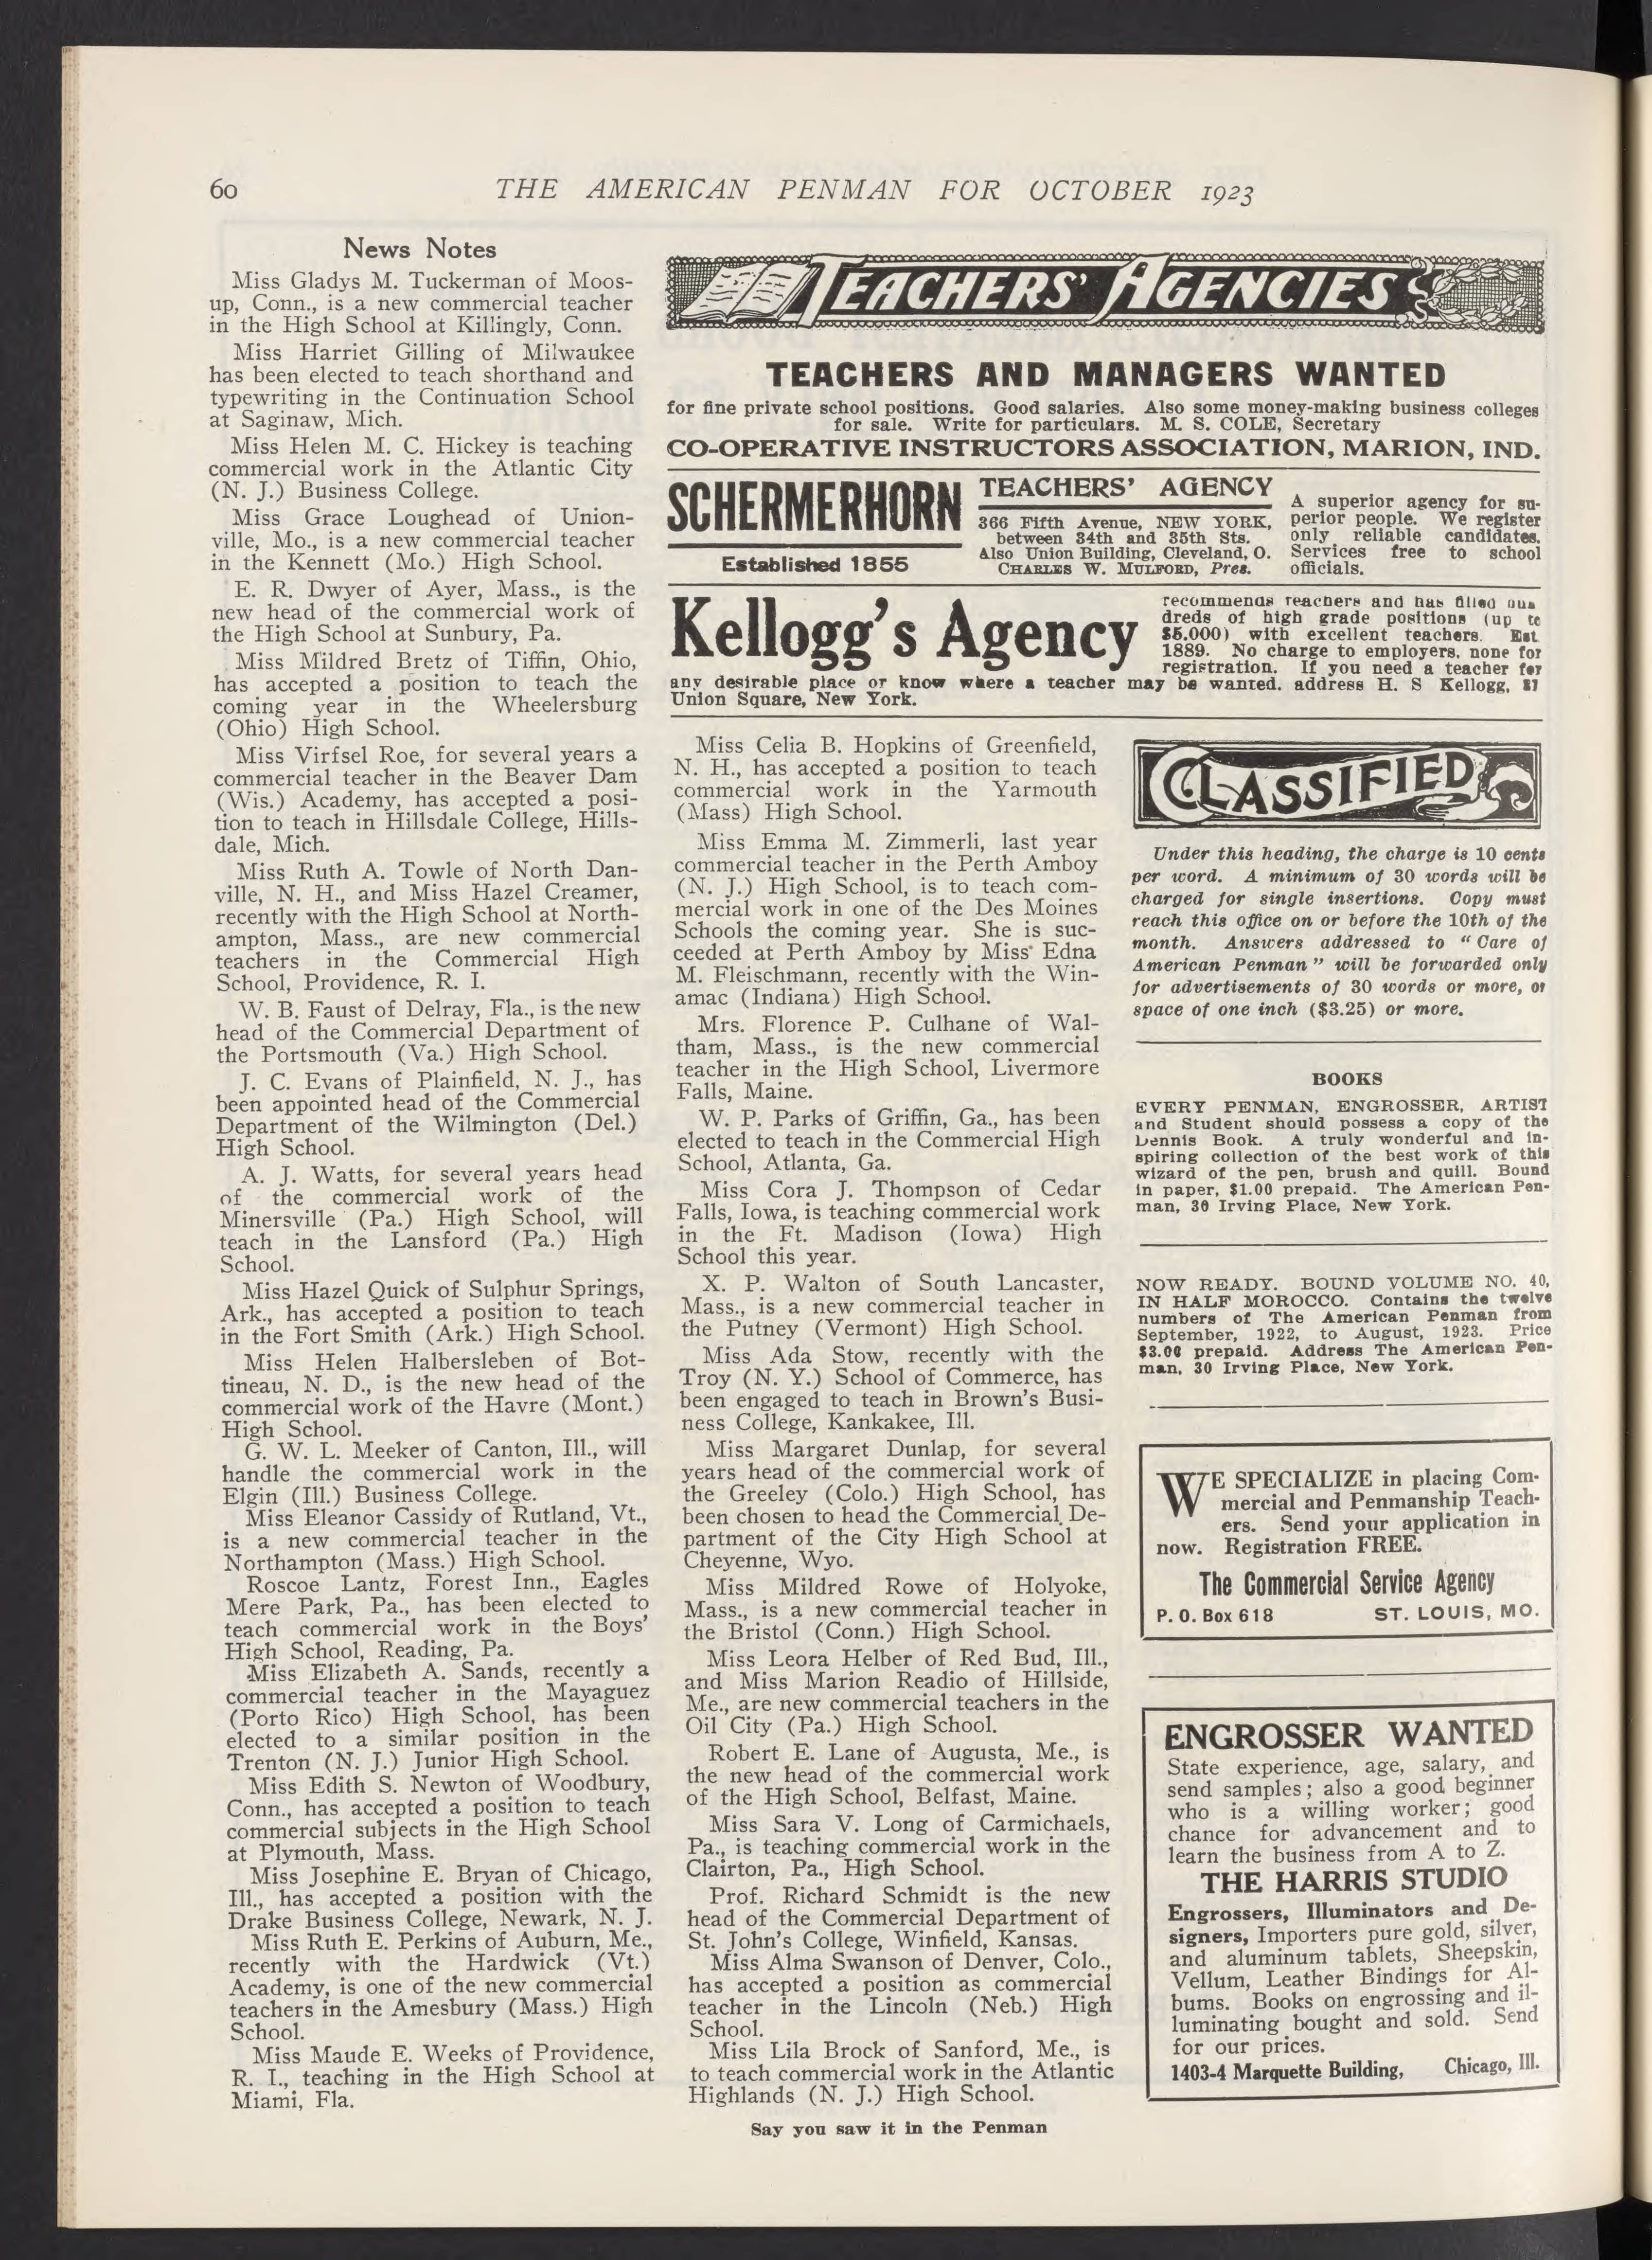 60
THE AMERICAN PENMAN FOR OCTOBER 1923
News Notes
Miss Gladys M. Tuckerman of Moos-
up, Conn., is a new commercial teacher
in the High School at Killingly, Conn.
Miss Harriet Gilling of Milwaukee
has been elected to teach shorthand and
typewriting in the Continuation School
at Saginaw, Mich.
Miss Helen M. C. Hickey is teaching
commercial work in the Atlantic City
(N. J.) Business College.
Miss Grace Loughead of Union-
ville, Mo., is a new commercial teacher
in the Kennett (Mo.) High School.
E. R. Dwyer of Ayer, Mass., is the
new head of the commercial work of
the High School at Sunbury, Pa.
Miss Mildred Bretz of Tiffin, Ohio,
has accepted a position to teach the
coming year in the Wheelersburg
(Ohio) High School.
Miss Virfsel Roe, for several years a
commercial teacher in the Beaver Dam
(Wis.) Academy, has accepted a posi-
tion to teach in Hillsdale College, Hills-
dale, Mich.
Miss Ruth A. Towle of North Dan-
ville, N. H., and Miss Hazel Creamer,
recently with the High School at North-
ampton, Mass., are new commercial
teachers in the Commercial High
School, Providence, R. I.
W. B. Faust of Delray, Fla., is the new
head of the Commercial Department of
the Portsmouth (Va.) High School.
J. C. Evans of Plainfield, N. J., has
been appointed head of the Commercial
Department of the Wilmington (Del.)
High School.
A. J. Watts, for several years head
of the commercial work of the
Minersville (Pa.) High School, will
teach in the Lansford (Pa.) High
School.
Miss Hazel Quick of Sulphur Springs,
Ark., has accepted a position to teach
in the Fort Smith (Ark.) High School.
Miss Helen Halbersleben of Bot-
tineau, N. D., is the new head of the
commercial work of the Havre (Mont.)
High School.
G. W. L. Meeker of Canton, Ill., will
handle the commercial work in the
Elgin (Ill.) Business College.
Miss Eleanor Cassidy of Rutland, Vt.,
is a new commercial teacher in the
Northampton (Mass.) High School.
Roscoe Lantz, Forest Inn., Eagles
Mere Park, Pa., has been elected to
teach commercial work in the Boys'
High School, Reading, Pa.
Miss Elizabeth A. Sands, recently a
commercial teacher in the Mayaguez
(Porto Rico) High School, has been
elected to a similar position in the
Trenton (N. J.) Junior High School.
Miss Edith S. Newton of Woodbury,
Conn., has accepted a position to teach
commercial subjects in the High School
at Plymouth, Mass.
Miss Josephine E. Bryan of Chicago,
Ill., has accepted a position with the
Drake Business College, Newark, N. J.
Miss Ruth E. Perkins of Auburn, Me.,
recently with the Hardwick (Vt.)
Academy, is one of the new commercial
teachers in the Amesbury (Mass.) High
School.
Miss Maude E. Weeks of Providence,
R. I., teaching in the High School at
Miami, Fla.
TEACHERS' AGENCIES
TEACHERS AND MANAGERS WANTED
for fine private school positions. Good salaries. Also some money-making business colleges
for sale. Write for particulars. M. S. COLE, Secretary
CO-OPERATIVE INSTRUCTORS ASSOCIATION, MARION, IND.
SCHERMERHORN
Established 1855
TEACHERS' AGENCY
366 Fifth Avenue, NEW YORK,
between 34th and 35th Sts.
Also Union Building, Cleveland, O.
CHARLES W. MULFORD, Pres.
A superior agency for su-
perior people. We register
only reliable candidates.
Services free to school
officials.
Kellogg's Agency
recommends teachers and has filled
dreds of high grade positions (up
$5.000) with excellent teachers. Est
1889. No charge to employers, none for
registration. If you need a teacher for
any desirable place or know where a teacher may be wanted. address H. S Kellogg, 31
Union Square, New York.
Miss Celia B. Hopkins of Greenfield,
N. H., has accepted a position to teach
commercial work in the Yarmouth
(Mass) High School.
Miss Emma M. Zimmerli, last year
commercial teacher in the Perth Amboy
(N. J.) High School, is to teach com-
mercial work in one of the Des Moines
Schools the coming year. She is suc-
ceeded at Perth Amboy by Miss Edna
M. Fleischmann, recently with the Win-
amac (Indiana) High School.
Mrs. Florence P. Culhane of Wal-
tham, Mass., is the new commercial
teacher in the High School, Livermore
Falls, Maine.
W. P. Parks of Griffin, Ga., has been
elected to teach in the Commercial High
School, Atlanta, Ga.
Miss Cora J. Thompson of Cedar
Falls, Iowa, is teaching commercial work
in the Ft. Madison (Iowa) High
School this year.
X. P. Walton of South Lancaster,
Mass., is a new commercial teacher in
the Putney (Vermont) High School.
Miss Ada Stow, recently with the
Troy (N. Y.) School of Commerce, has
been engaged to teach in Brown's Busi-
ness College, Kankakee, Ill.
Miss Margaret Dunlap, for several
years head of the commercial work of
the Greeley (Colo.) High School, has
been chosen to head the Commercial De-
partment of the City High School at
Cheyenne, Wyo.
Miss Mildred Rowe of Holyoke,
Mass., is a new commercial teacher in
the Bristol (Conn.) High School.
Miss Leora Helber of Red Bud, Ill.,
and Miss Marion Readio of Hillside,
Me., are new commercial teachers in the
Oil City (Pa.) High School.
Robert E. Lane of Augusta, Me., is
the new head of the commercial work
of the High School, Belfast, Maine.
Miss Sara V. Long of Carmichaels,
Pa., is teaching commercial work in the
Clairton, Pa., High School.
Prof. Richard Schmidt is the new
head of the Commercial Department of
St. John's College, Winfield, Kansas.
Miss Alma Swanson of Denver, Colo.,
has accepted a position as commercial
teacher in the Lincoln (Neb.) High
School.
Miss Lila Brock of Sanford, Me., is
to teach commercial work in the Atlantic
Highlands (N. J.) High School.
CLASSIFIED
Under this heading, the charge is 10 cents
per word. A minimum of 30 words will be
charged for single insertions. Copy must
reach this office on or before the 10th of the
month. Answers addressed to "Care of
American Penman" will be forwarded only
for advertisements of 30 words or more, or
space of one inch ($3.25) or more.
BOOKS
EVERY PENMAN, ENGROSSER, ARTIST
and Student should possess a copy of the
Dennis Book. A truly wonderful and in-
spiring collection of the best work of this
wizard of the pen, brush and quill. Bound
in paper, $1.00 prepaid. The American Pen-
man, 30 Irving Place, New York.
NOW READY. BOUND VOLUME NO. 40,
IN HALF MOROCCO. Contains the twelve
numbers of The American Penman from
September, 1922, to August, 1923. Price
$3.00 prepaid. Address The American Pen-
man, 30 Irving Place, New York.
WE SPECIALIZE in placing Com-
mercial and Penmanship Teach-
ers. Send your application in
now. Registration FREE.
The Commercial Service Agency
P. O. Box 618 ST. LOUIS, MO.
ENGROSSER WANTED
State experience, age, salary, and
send samples; also a good beginner
who is a willing worker; good
chance for advancement and to
learn the business from A to Z.
THE HARRIS STUDIO
Engrossers, Illuminators and De-
signers, Importers pure gold, silver,
and aluminum tablets, Sheepskin,
Vellum, Leather Bindings for Al-
bums. Books on engrossing and il-
luminating bought and sold. Send
for our prices.
1403-4 Marquette Building, Chicago, Ill.
Say you saw it in the Penman